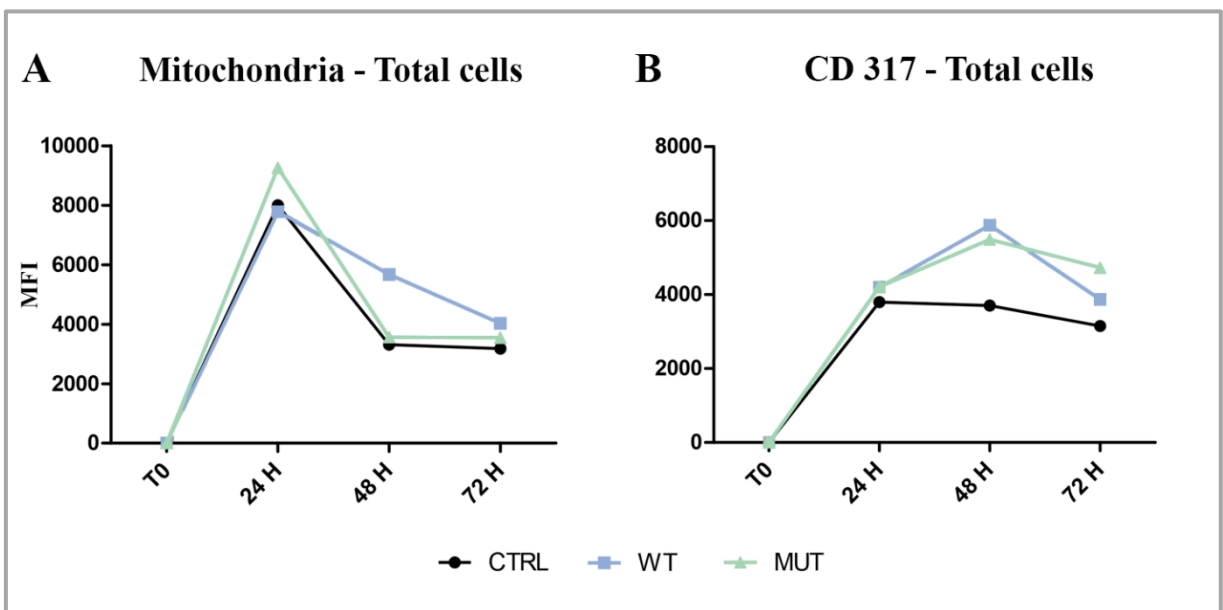 A Mitochondria - Total cells
MFI
10000
8000
6000
4000
2000
0
T0 24 H 48 H 72 H
B CD 317 - Total cells
8000
6000
4000
2000
0
T0 24 H 48 H 72 H
CTRL WT MUT